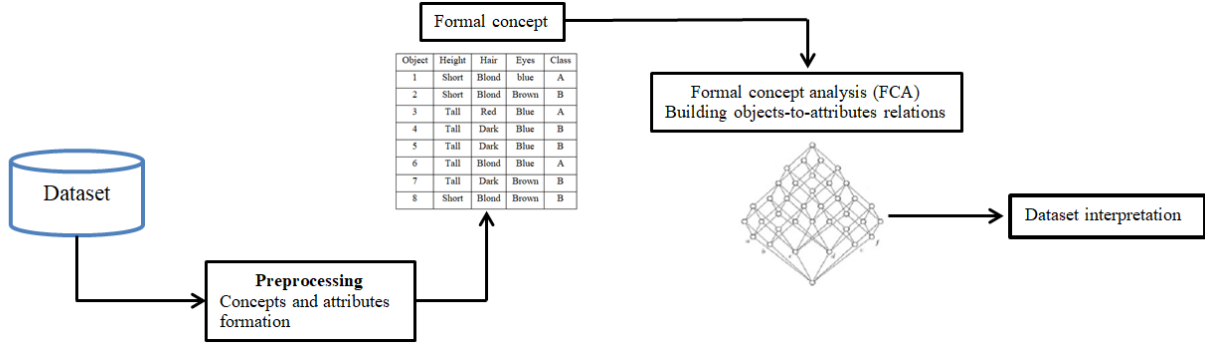 Formal concept
Object Height Hair Eyes Class
1 Short Blond blue A
2 Short Blond Brown B
3 Tall Red Blue A
4 Tall Dark Blue B
5 Tall Dark Blue B
6 Tall Blond Blue A
7 Tall Dark Brown B
8 Short Blond Brown B
Formal concept analysis (FCA)
Building objects-to-attributes relations
Dataset
Dataset interpretation
Preprocessing
Concepts and attributes
formation